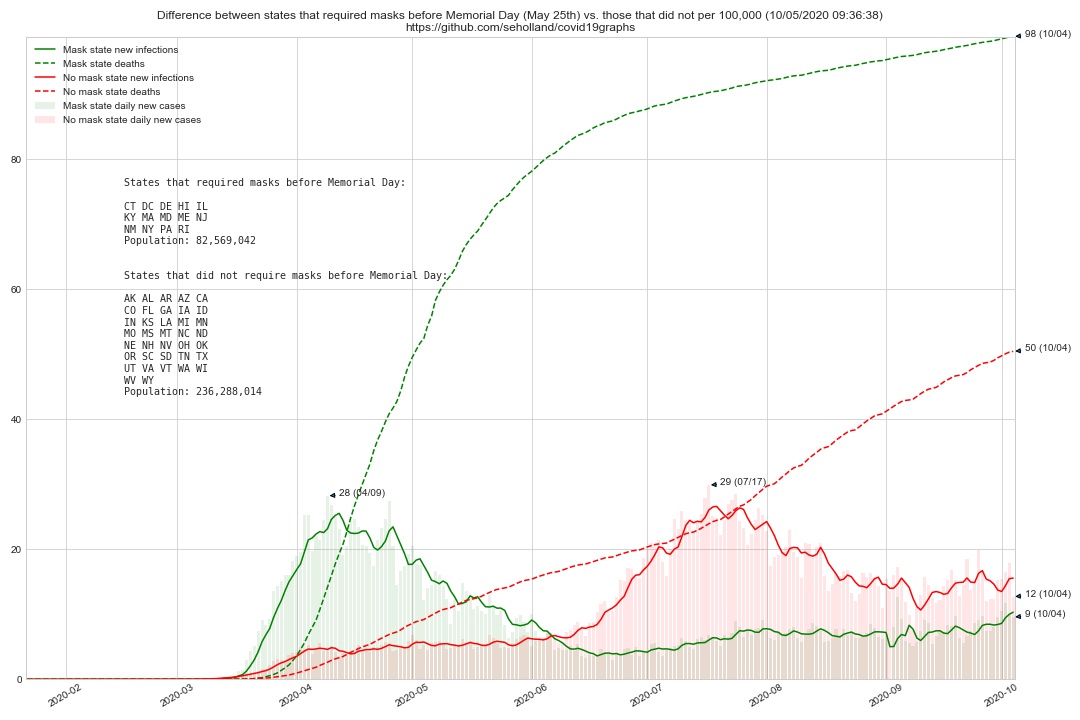 Difference between states that required masks before Memorial Day (May 25th) vs. those that did not per 100,000 (10/05/2020 09:36:38)
https://github.com/seholland/covid19graphs
98 (10/04)
Mask state new infections
Mask state deaths
No mask state new infections
No mask state deaths
Mask state daily new cases
No mask state daily new cases
80
States that required masks before Memorial Day:
CT DC DE HI IL
KY MA MD ME NJ
NM NY PA RI
Population: 82,569,042
States that did not require masks before Memorial Day:
60
AK AL AR AZ CA
CO FL GA IA ID
IN KS LA MI MN
MO MS MT NC ND
NE NH NV OH OK
OR SC SD TN TX
UT VA VT WA WI
WV WY
Population: 236,288,014
50 (10/04)
40
28 (04/09)
29 (07/17)
20
12 (10/04)
9 (10/04)
0
2020-02
2020-03
2020-04
2020-05
2020-06
2020-07
2020-08
2020-09
2020-10